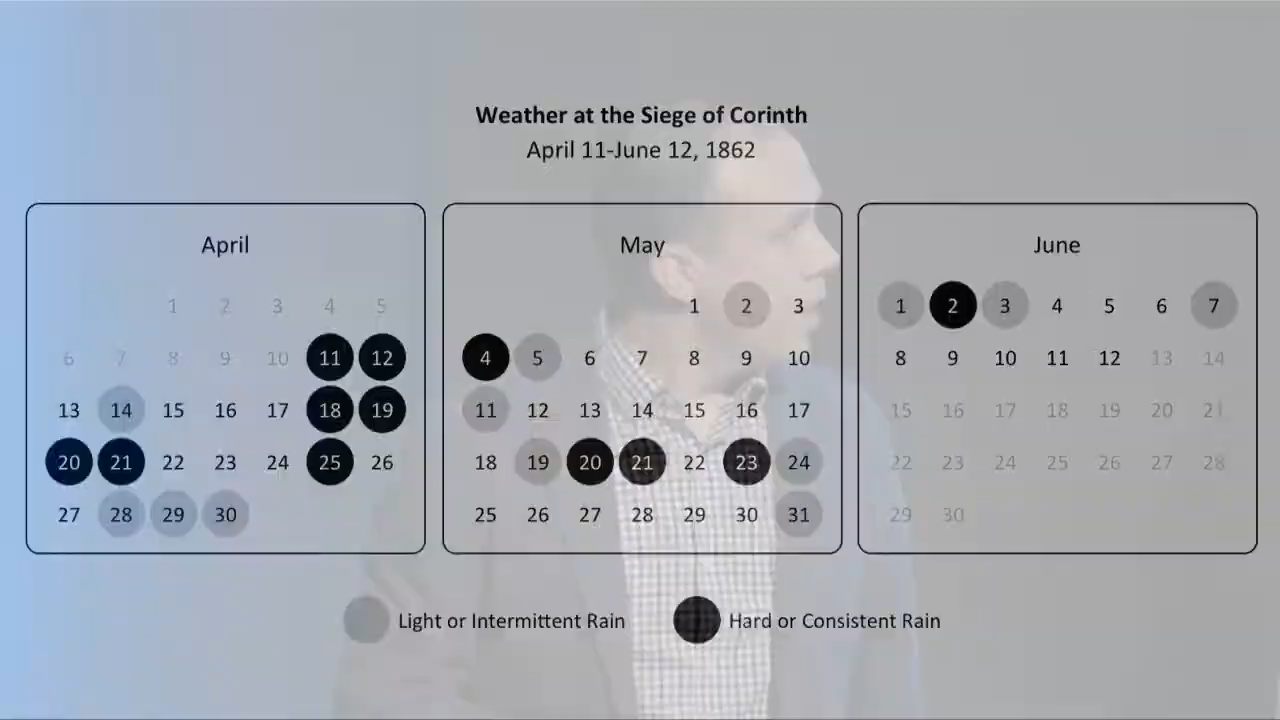 Weather at the Siege of Corinth
April 11-June 12, 1862
April
1 2 3 4 5
6 7 8 9 10 11 12
13 14 15 16 17 18 19
20 21 22 23 24 25 26
27 28 29 30
May
1 2 3
4 5 6 7 8 9 10
11 12 13 14 15 16 17
18 19 20 21 22 23 24
25 26 27 28 29 30 31
June
1 2 3 4 5 6 7
8 9 10 11 12 13 14
15 16 17 18 19 20 21
22 23 24 25 26 27 28
29 30
Light or Intermittent Rain
Hard or Consistent Rain